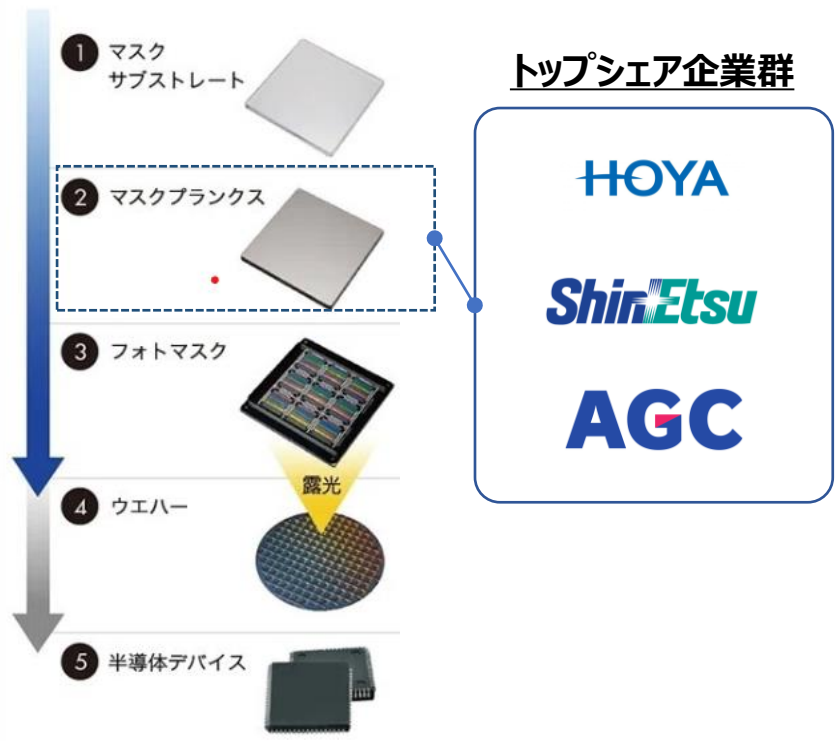 1 マスク
サブストレート
2 マスクブランクス
3 フォトマスク
露光
4 ウエハー
5 半導体デバイス
トップシェア企業群
HOYA
ShinEtsu
AGC